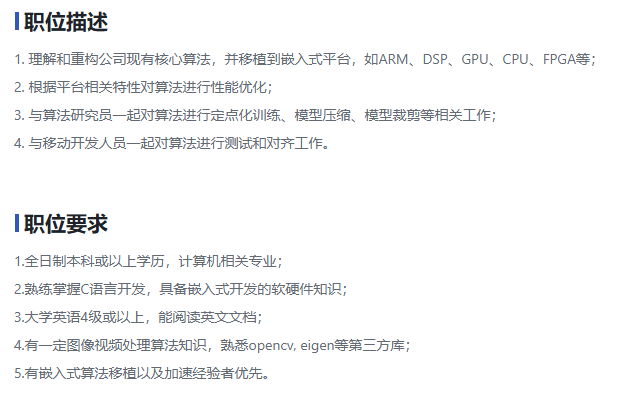 职位描述
1. 理解和重构公司现有核心算法，并移植到嵌入式平台，如ARM、DSP、GPU、CPU、FPGA等；
2. 根据平台相关特性对算法进行性能优化；
3. 与算法研究员一起对算法进行定点化训练、模型压缩、模型裁剪等相关工作；
4. 与移动开发人员一起对算法进行测试和对齐工作。
职位要求
1.全日制本科或以上学历，计算机相关专业；
2.熟练掌握C语言开发，具备嵌入式开发的软硬件知识；
3.大学英语4级或以上，能阅读英文文档；
4.有一定图像视频处理算法知识，熟悉opencv, eigen等第三方库；
5.有嵌入式算法移植以及加速经验者优先。